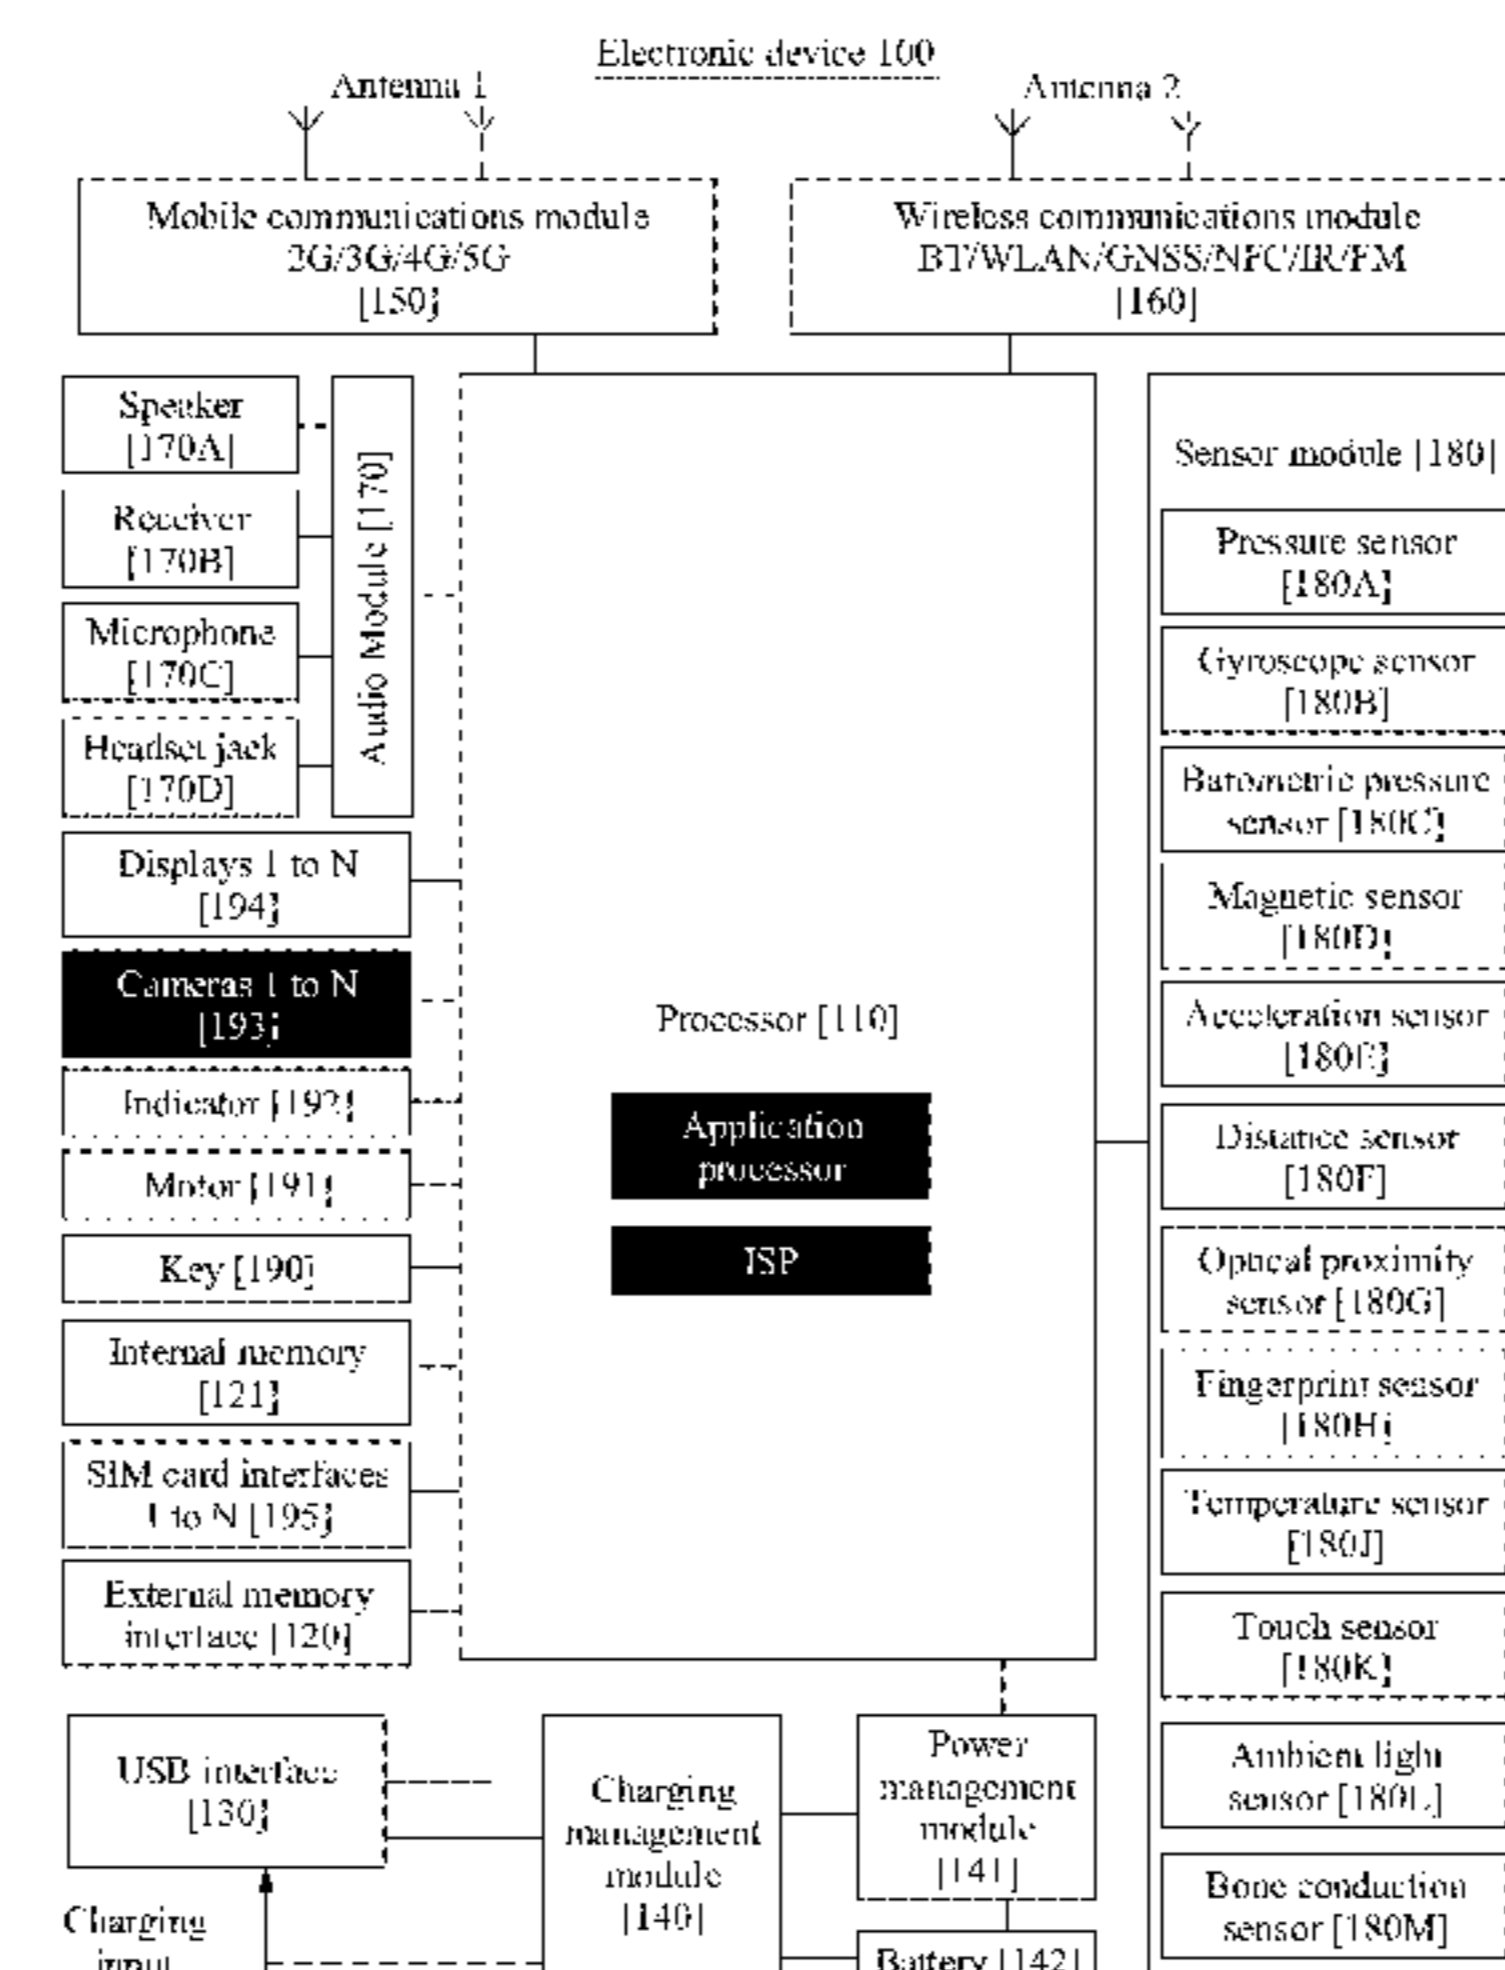 Electronic device 100
Antenna 1
Antenna 2
Mobile communications module
2G/3G/4G/5G
[150]
Wireless communications module
BT/WLAN/GNSS/NFC/IR/FM
[160]
Speaker
[170A]
Receiver
[170B]
Microphone
[170C]
Headset jack
[170D]
Audio Module [170]
Displays 1 to N
[194]
Cameras 1 to N
[193]
Indicator [192]
Motor [191]
Key [190]
Internal memory
[121]
SIM card interfaces
1 to N [195]
External memory
interface [120]
Processor [110]
Application
processor
ISP
Sensor module [180]
Pressure sensor
[180A]
Gyroscope sensor
[180B]
Barometric pressure
sensor [180C]
Magnetic sensor
[180D]
Acceleration sensor
[180E]
Distance sensor
[180F]
Optical proximity
sensor [180G]
Fingerprint sensor
[180H]
Temperature sensor
[180J]
Touch sensor
[180K]
Ambient light
sensor [180L]
Bone conduction
sensor [180M]
USB interface
[130]
Charging
management
module
[140]
Power
management
module
[141]
Charging
input
Battery [142]